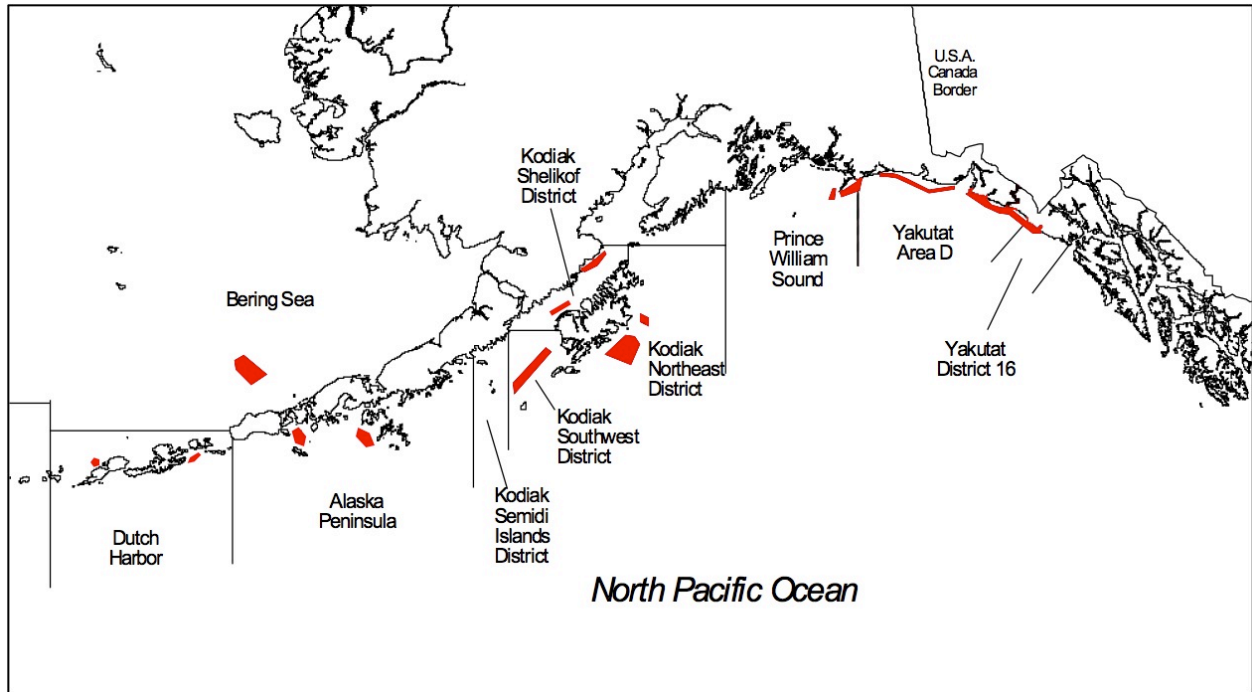 U.S.A.
Canada
Border
Kodiak
Shelikof
District
Prince
William
Sound
Yakutat
Area D
Bering Sea
Yakutat
District 16
Kodiak
Northeast
District
Kodiak
Southwest
District
Kodiak
Semidi
Islands
District
Alaska
Peninsula
Dutch
Harbor
North Pacific Ocean